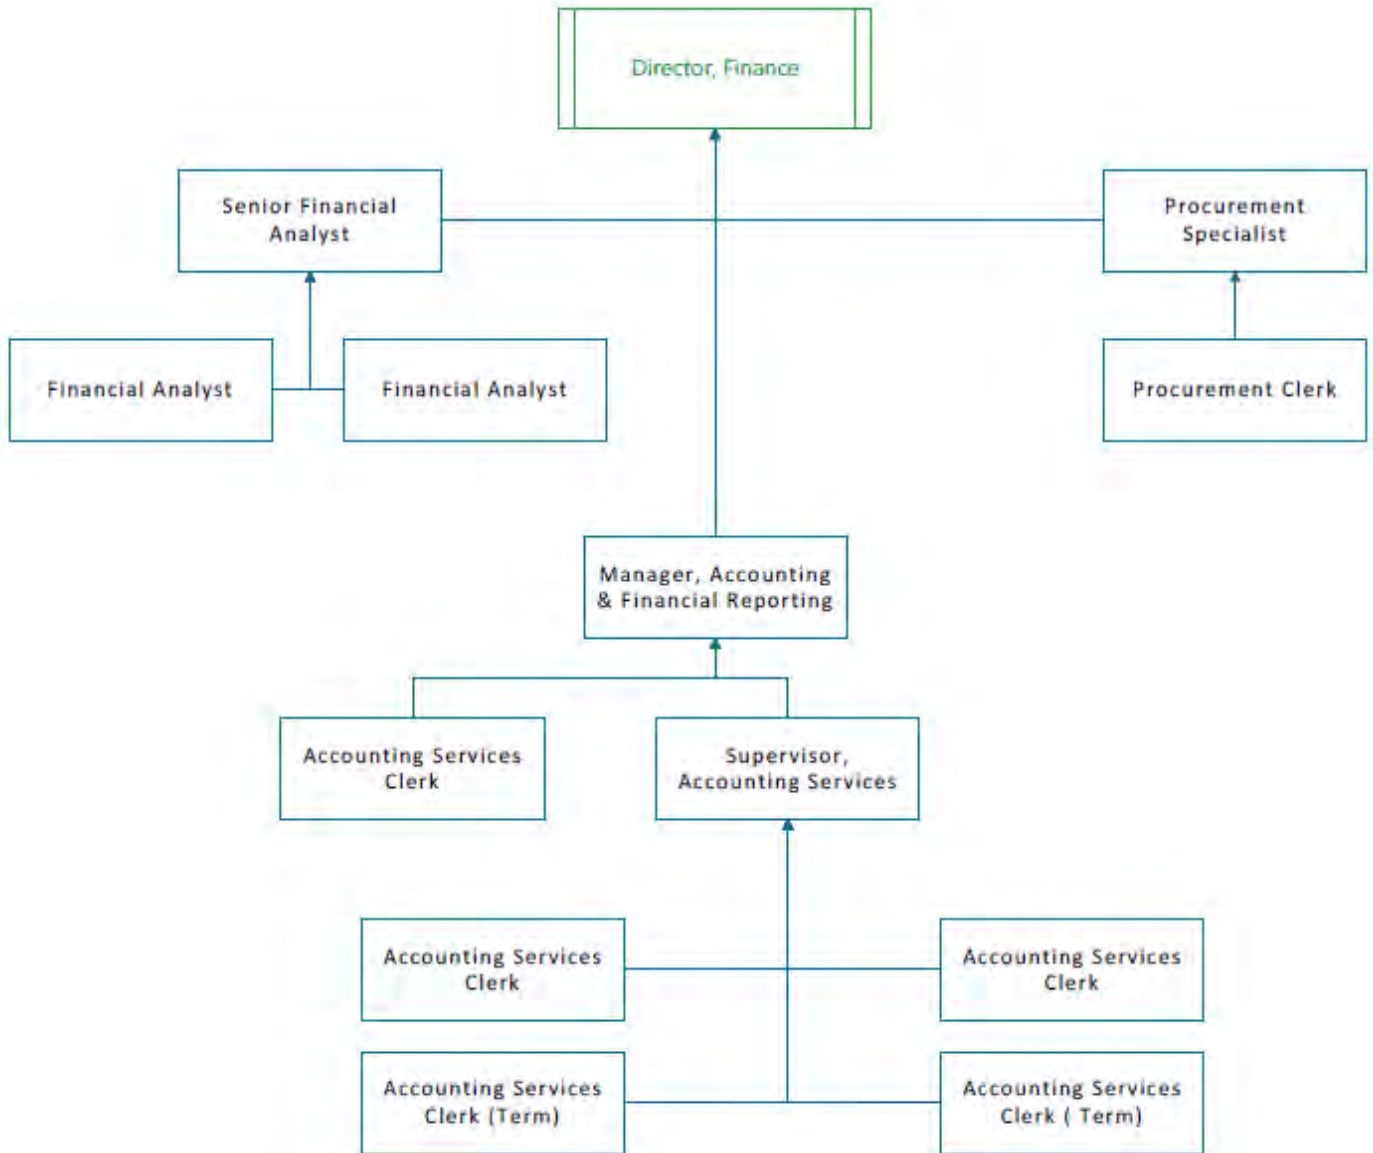 Director, Finance
Senior Financial
Analyst
Procurement
Specialist
Financial Analyst
Financial Analyst
Procurement Clerk
Manager, Accounting
& Financial Reporting
Accounting Services
Clerk
Supervisor,
Accounting Services
Accounting Services
Clerk
Accounting Services
Clerk
Accounting Services
Clerk (Term)
Accounting Services
Clerk ( Term)